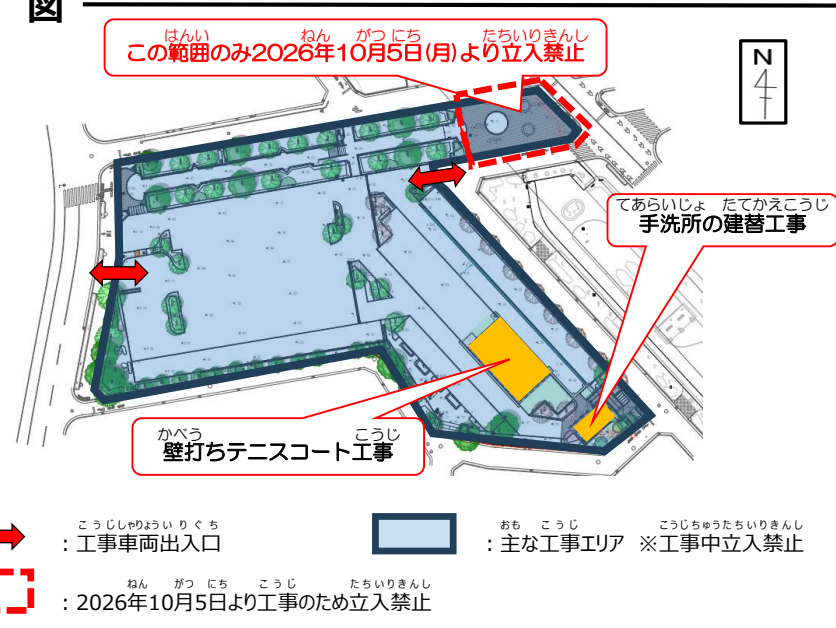 図
はんい ねん がつ にち たちいりきんし
この範囲のみ2026年10月5日(月)より立入禁止
N
てあらいじょ たてかえこうじ
手洗所の建替工事
かべう こうじ
壁打ちテニスコート工事
こうじしゃりょういりぐち
：工事車両出入口
おも こうじ こうじちゅうたちいりきんし
：主な工事エリア ※工事中立入禁止
ねん がつ にち こうじ たちいりきんし
：2026年10月5日より工事のため立入禁止